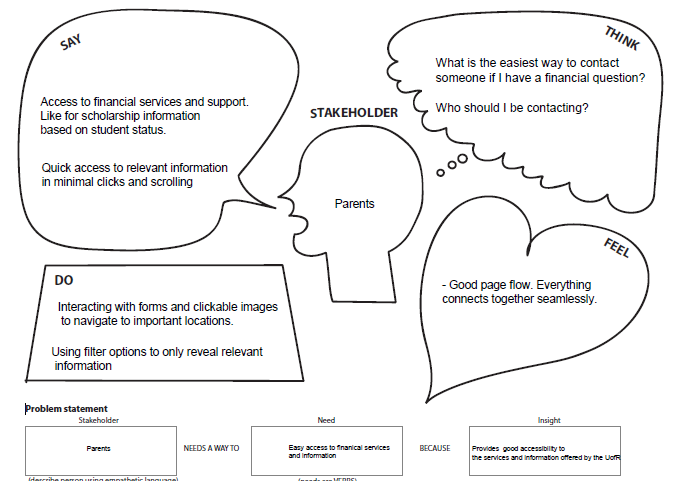 SAY
Access to financial services and support.
Like for scholarship information
based on student status.
Quick access to relevant information
in minimal clicks and scrolling
STAKEHOLDER
Parents
THINK
What is the easiest way to contact
someone if I have a financial question?
Who should I be contacting?
DO
Interacting with forms and clickable images
to navigate to important locations.
Using filter options to only reveal relevant
information
FEEL
- Good page flow. Everything
connects together seamlessly.
Problem statement
Stakeholder
Need
Insight
Parents
NEEDS A WAY TO
Easy access to finanical services
and information
BECAUSE
Provides good accessibility to
the services and information offered by the UofR
(describe person using empathetic language)
(needs are VERBS)